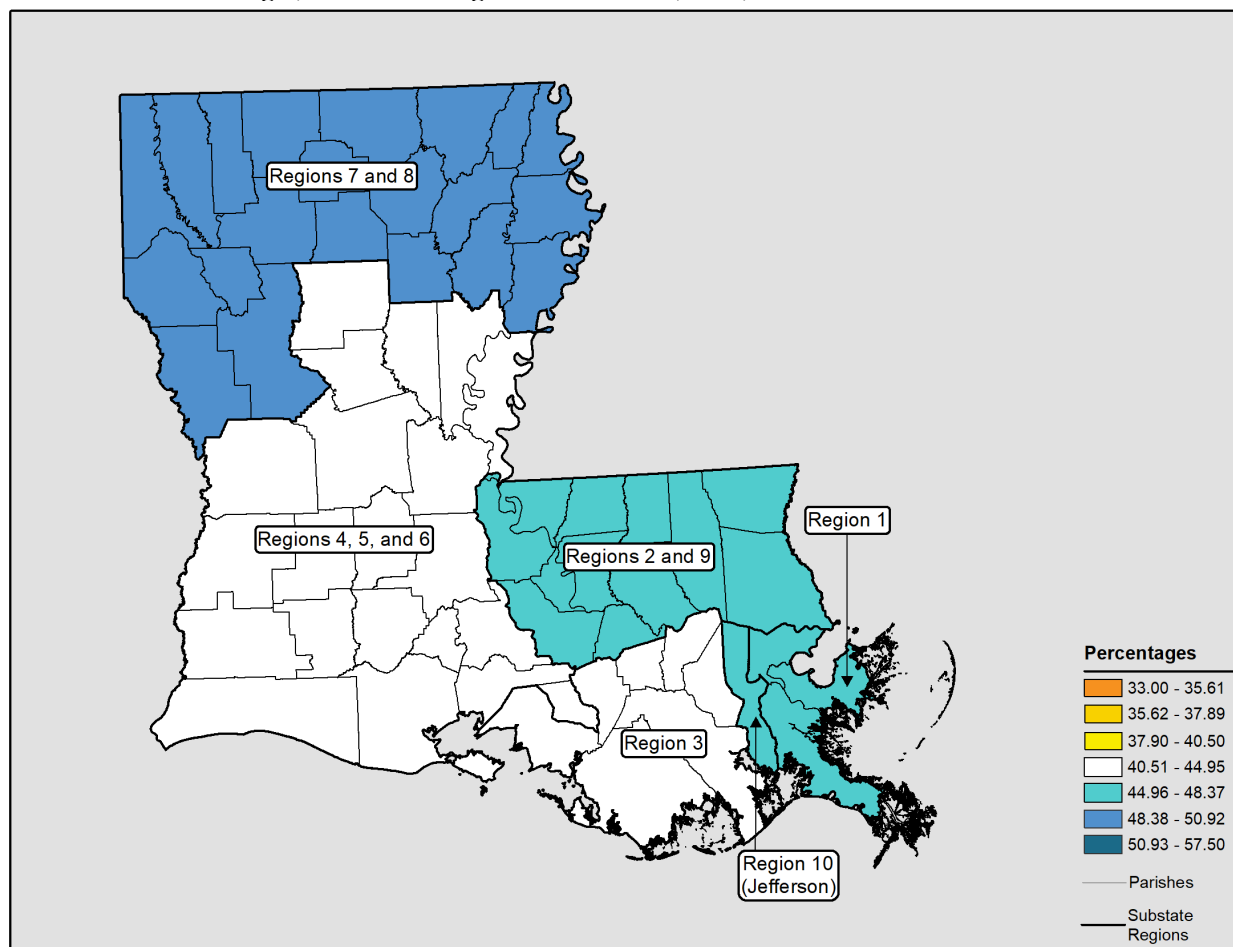 Regions 7 and 8
Region 1
Regions 4, 5, and 6
Regions 2 and 9
Region 3
Region 10
(Jefferson)
Percentages
33.00 - 35.61
35.62 - 37.89
37.90 - 40.50
40.51 - 44.95
44.96 - 48.37
48.38 - 50.92
50.93 - 57.50
Parishes
Substate
Regions